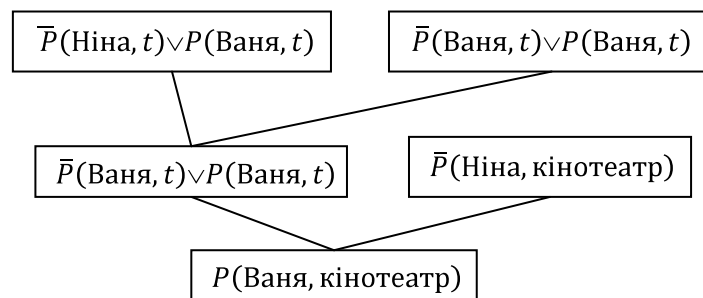 P̅(Ніна, t)∨P(Ваня, t)
P̅(Ваня, t)∨P(Ваня, t)
P̅(Ваня, t)∨P(Ваня, t)
P̅(Ніна, кінотеатр)
P(Ваня, кінотеатр)